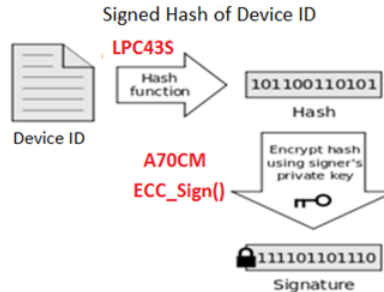 Signed Hash of Device ID
LPC43S
Hash
function
101100110101
Hash
Device ID
A70CM
ECC_Sign()
Encrypt hash
using signer's
private key
111101101110
Signature